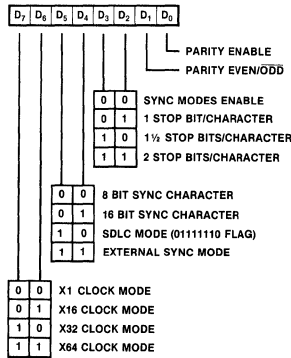 D7 D6 D5 D4 D3 D2 D1 D0
PARITY ENABLE
PARITY EVEN/ODD
0 0 SYNC MODES ENABLE
0 1 1 STOP BIT/CHARACTER
1 0 1½ STOP BITS/CHARACTER
1 1 2 STOP BITS/CHARACTER
0 0 8 BIT SYNC CHARACTER
0 1 16 BIT SYNC CHARACTER
1 0 SDLC MODE (01111110 FLAG)
1 1 EXTERNAL SYNC MODE
0 0 X1 CLOCK MODE
0 1 X16 CLOCK MODE
1 0 X32 CLOCK MODE
1 1 X64 CLOCK MODE